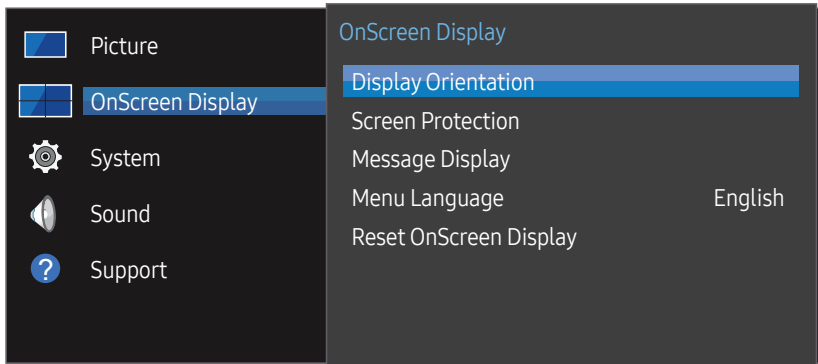 Picture
OnScreen Display
System
Sound
?
Support
OnScreen Display
Display Orientation
Screen Protection
Message Display
Menu Language English
Reset OnScreen Display